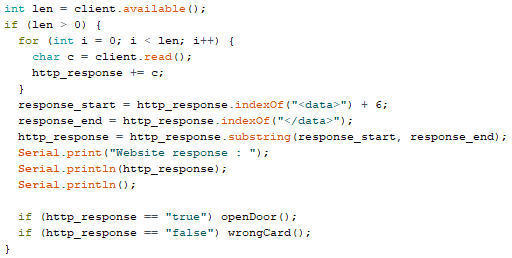 int len = client.available();
if (len > 0) {
  for (int i = 0; i < len; i++) {
    char c = client.read();
    http_response += c;
  }
  response_start = http_response.indexOf("<data>") + 6;
  response_end = http_response.indexOf("</data>");
  http_response = http_response.substring(response_start, response_end);
  Serial.print("Website response : ");
  Serial.println(http_response);
  Serial.println();

  if (http_response == "true") openDoor();
  if (http_response == "false") wrongCard();
}